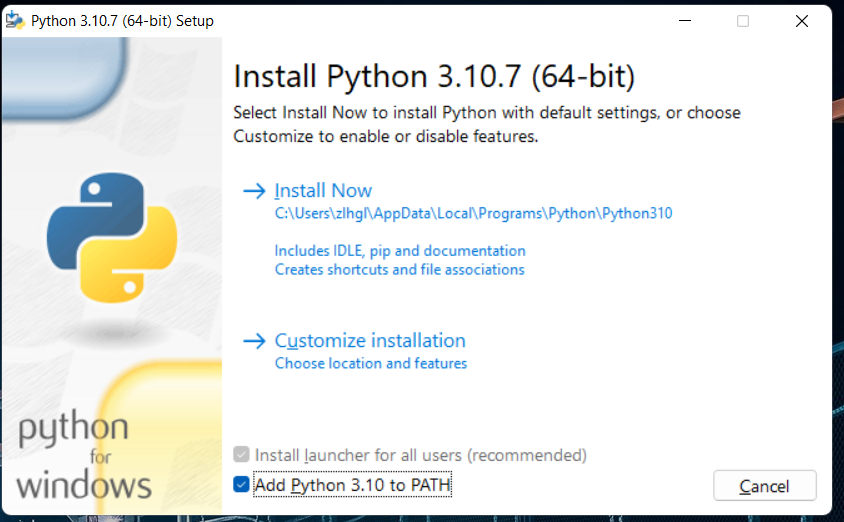 Python 3.10.7 (64-bit) Setup
Install Python 3.10.7 (64-bit)
Select Install Now to install Python with default settings, or choose
Customize to enable or disable features.
Install Now
C:\Users\zlhgl\AppData\Local\Programs\Python\Python310
Includes IDLE, pip and documentation
Creates shortcuts and file associations
Customize installation
Choose location and features
python
for
windows
Install launcher for all users (recommended)
Add Python 3.10 to PATH
Cancel